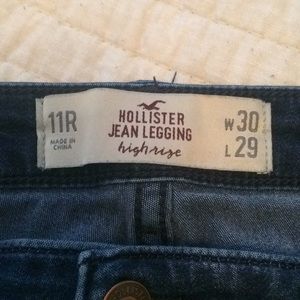 11R
MADE IN
CHINA
HOLLISTER
JEAN LEGGING
high rise
W 30
L 29